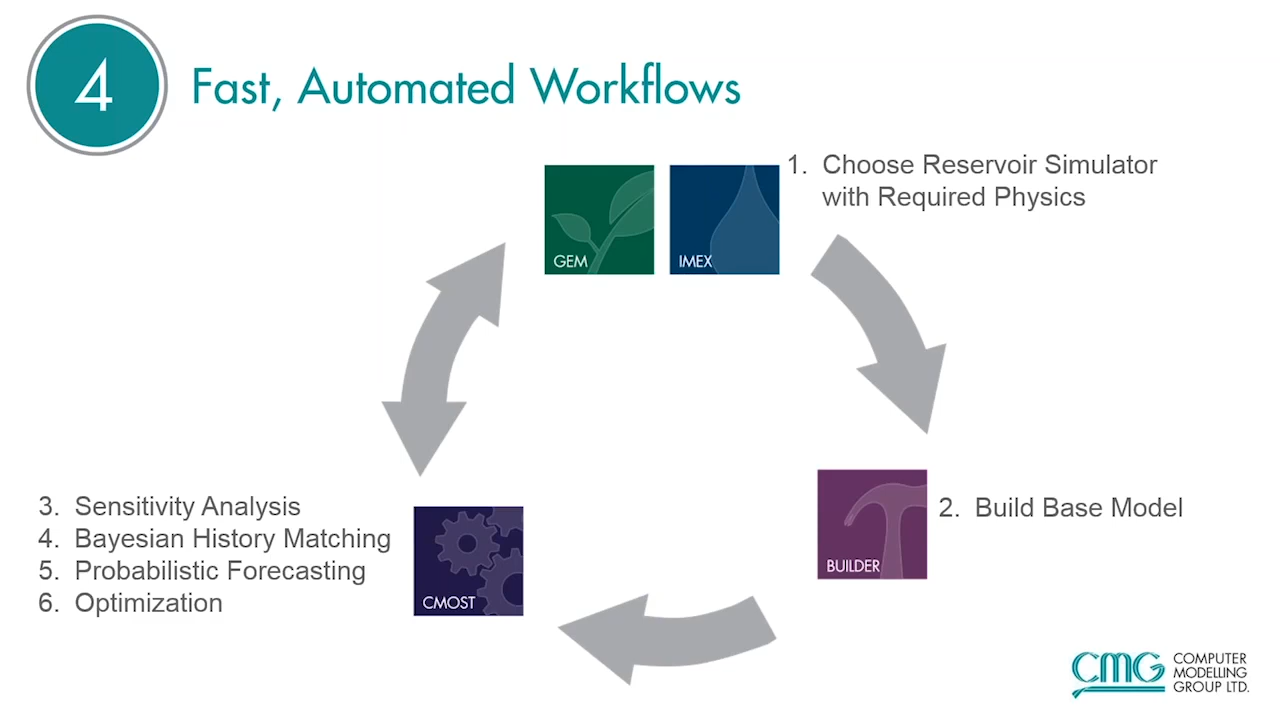 4
Fast, Automated Workflows
GEM
IMEX
1. Choose Reservoir Simulator
with Required Physics
3. Sensitivity Analysis
4. Bayesian History Matching
5. Probabilistic Forecasting
6. Optimization
CMOST
BUILDER
2. Build Base Model
CMG
COMPUTER
MODELLING
GROUP LTD.